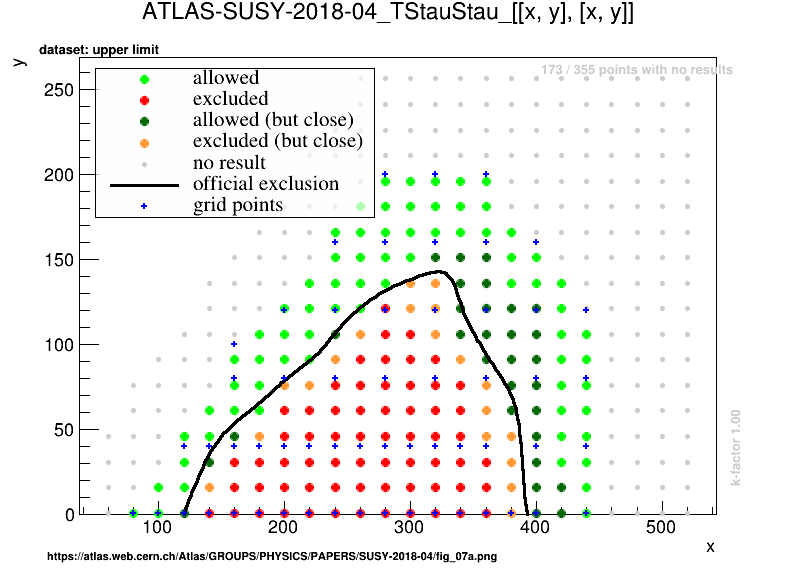 ATLAS-SUSY-2018-04_TStauStau_[[x, y], [x, y]]
dataset: upper limit
y
173 / 355 points with no results
allowed
excluded
allowed (but close)
excluded (but close)
no result
official exclusion
grid points
250
200
150
100
50
0
100
200
300
400
500
x
k-factor 1.00
https://atlas.web.cern.ch/Atlas/GROUPS/PHYSICS/PAPERS/SUSY-2018-04/fig_07a.png